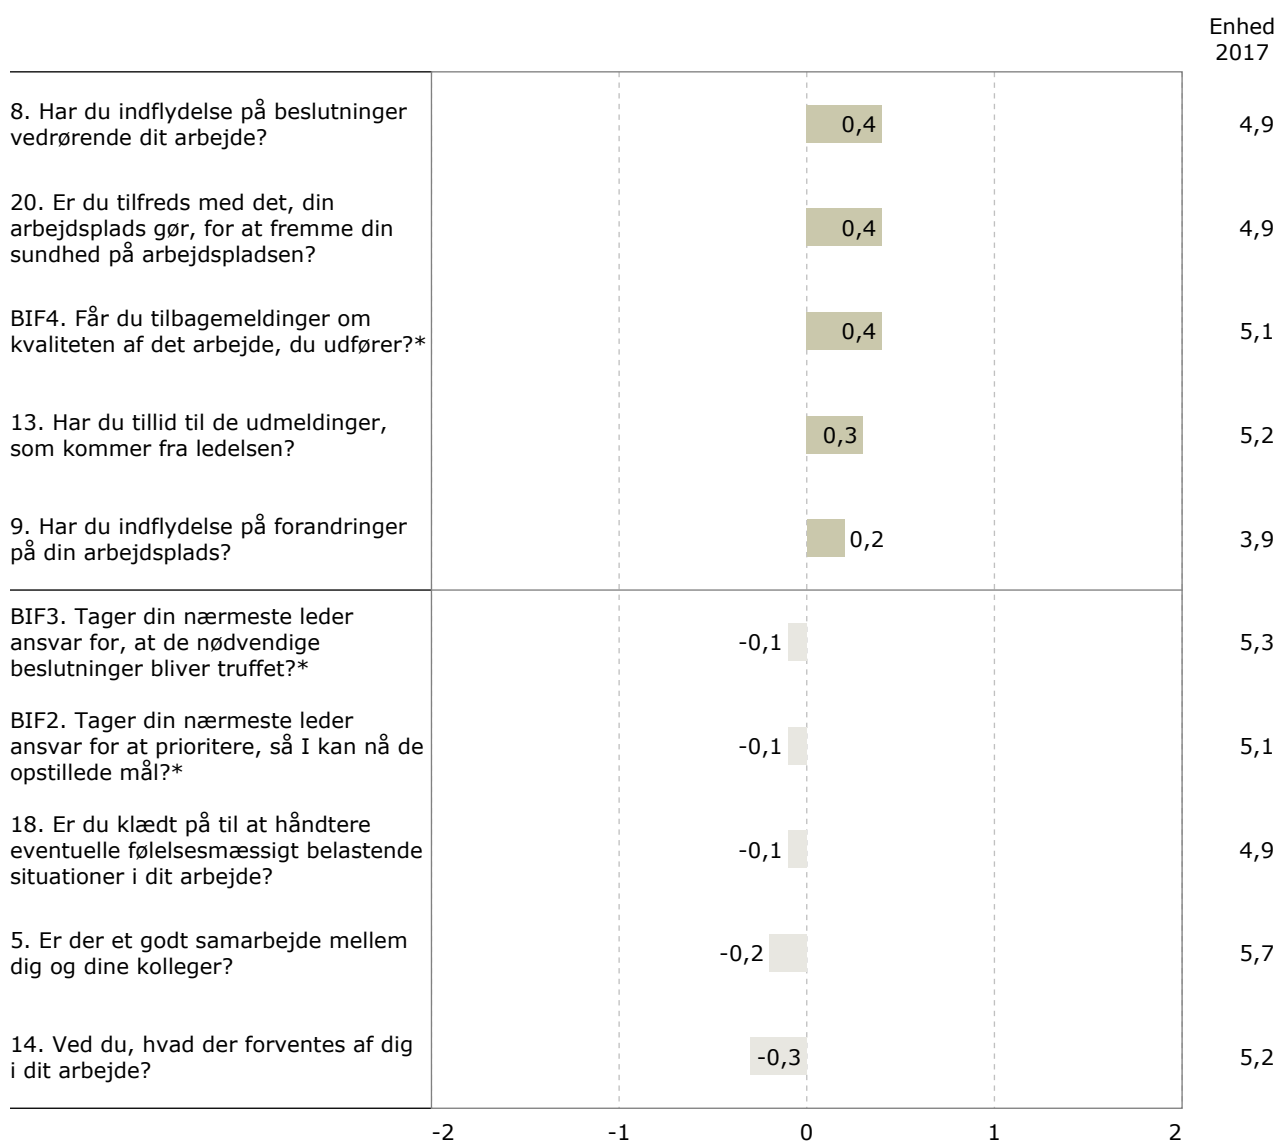 Enhed
2017
8. Har du indflydelse på beslutninger
vedrørende dit arbejde?
0,4
4,9
20. Er du tilfreds med det, din
arbejdsplads gør, for at fremme din
sundhed på arbejdspladsen?
0,4
4,9
BIF4. Får du tilbagemeldinger om
kvaliteten af det arbejde, du udfører?*
0,4
5,1
13. Har du tillid til de udmeldinger,
som kommer fra ledelsen?
0,3
5,2
9. Har du indflydelse på forandringer
på din arbejdsplads?
0,2
3,9
BIF3. Tager din nærmeste leder
ansvar for, at de nødvendige
beslutninger bliver truffet?*
-0,1
5,3
BIF2. Tager din nærmeste leder
ansvar for at prioritere, så I kan nå de
opstillede mål?*
-0,1
5,1
18. Er du klædt på til at håndtere
eventuelle følelsesmæssigt belastende
situationer i dit arbejde?
-0,1
4,9
5. Er der et godt samarbejde mellem
dig og dine kolleger?
-0,2
5,7
14. Ved du, hvad der forventes af dig
i dit arbejde?
-0,3
5,2
-2 -1 0 1 2